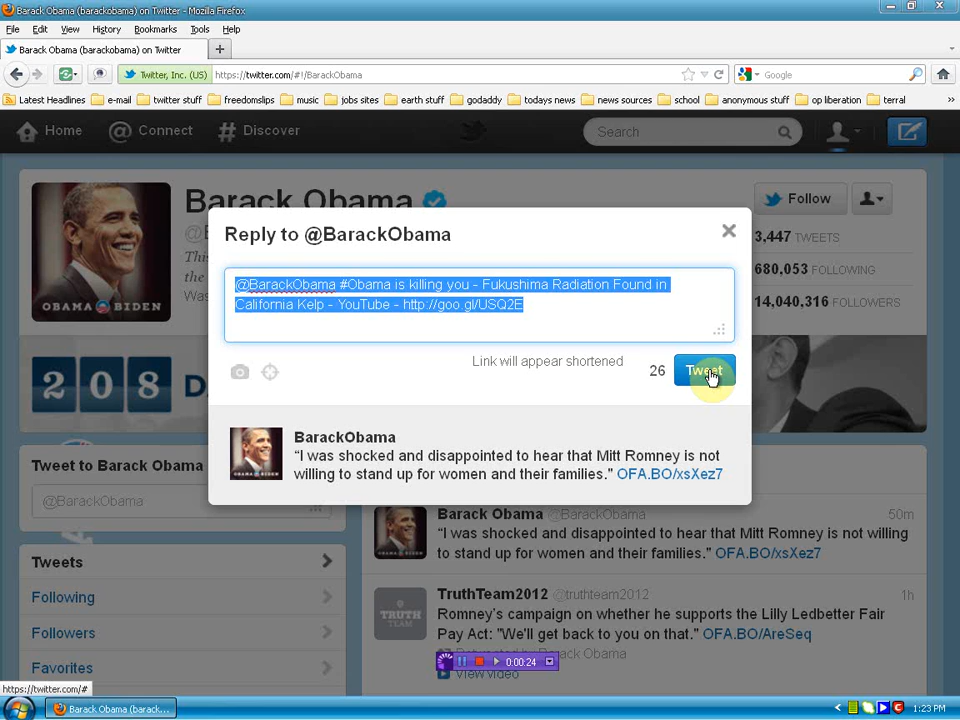 Barack Obama (barackobama) on Twitter - Mozilla Firefox
File Edit View History Bookmarks Tools Help
Barack Obama (barackobama) on Twitter
Twitter, Inc. (US) https://twitter.com/#!/BarackObama Google
Latest Headlines e-mail twitter stuff freedomslips music jobs sites earth stuff godaddy todays news news sources school anonymous stuff op liberation terral
Home Connect Discover Search
Barack Obama
Follow
This
Was
3,447 TWEETS
680,053 FOLLOWING
14,040,316 FOLLOWERS
OBAMA BIDEN
Reply to @BarackObama
@BarackObama #Obama is killing you - Fukushima Radiation Found in
California Kelp - YouTube - http://goo.gl/USQ2E
Link will appear shortened 26 Tweet
208 D
BarackObama
“I was shocked and disappointed to hear that Mitt Romney is not
willing to stand up for women and their families.” OFA.BO/xsXez7
Tweet to Barack Obama
@BarackObama
Barack Obama @BarackObama 50m
“I was shocked and disappointed to hear that Mitt Romney is not willing
to stand up for women and their families.” OFA.BO/xsXez7
Tweets
Following
Followers
Favorites
TRUTH TEAM
TruthTeam2012 @truthteam2012 1h
Romney's campaign on whether he supports the Lilly Ledbetter Fair
Pay Act: "We'll get back to you on that." OFA.BO/AreSeq
Barack Obama
View video
0:00:24
https://twitter.com/#
Barack Obama (barack... 1:23 PM